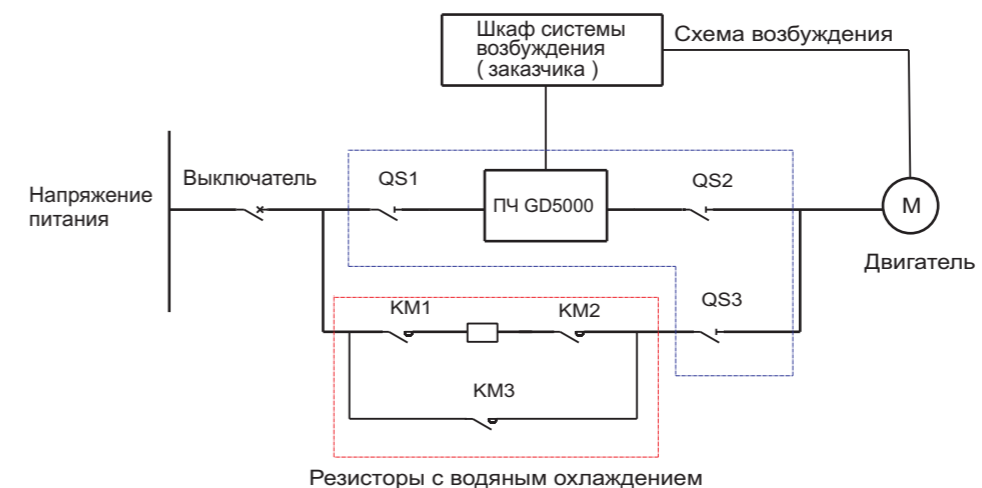 Шкаф системы
возбуждения
( заказчика )
Схема возбуждения
Напряжение
питания
Выключатель
QS1
ПЧ GD5000
QS2
М
Двигатель
QS3
KM1
KM2
KM3
Резисторы с водяным охлаждением